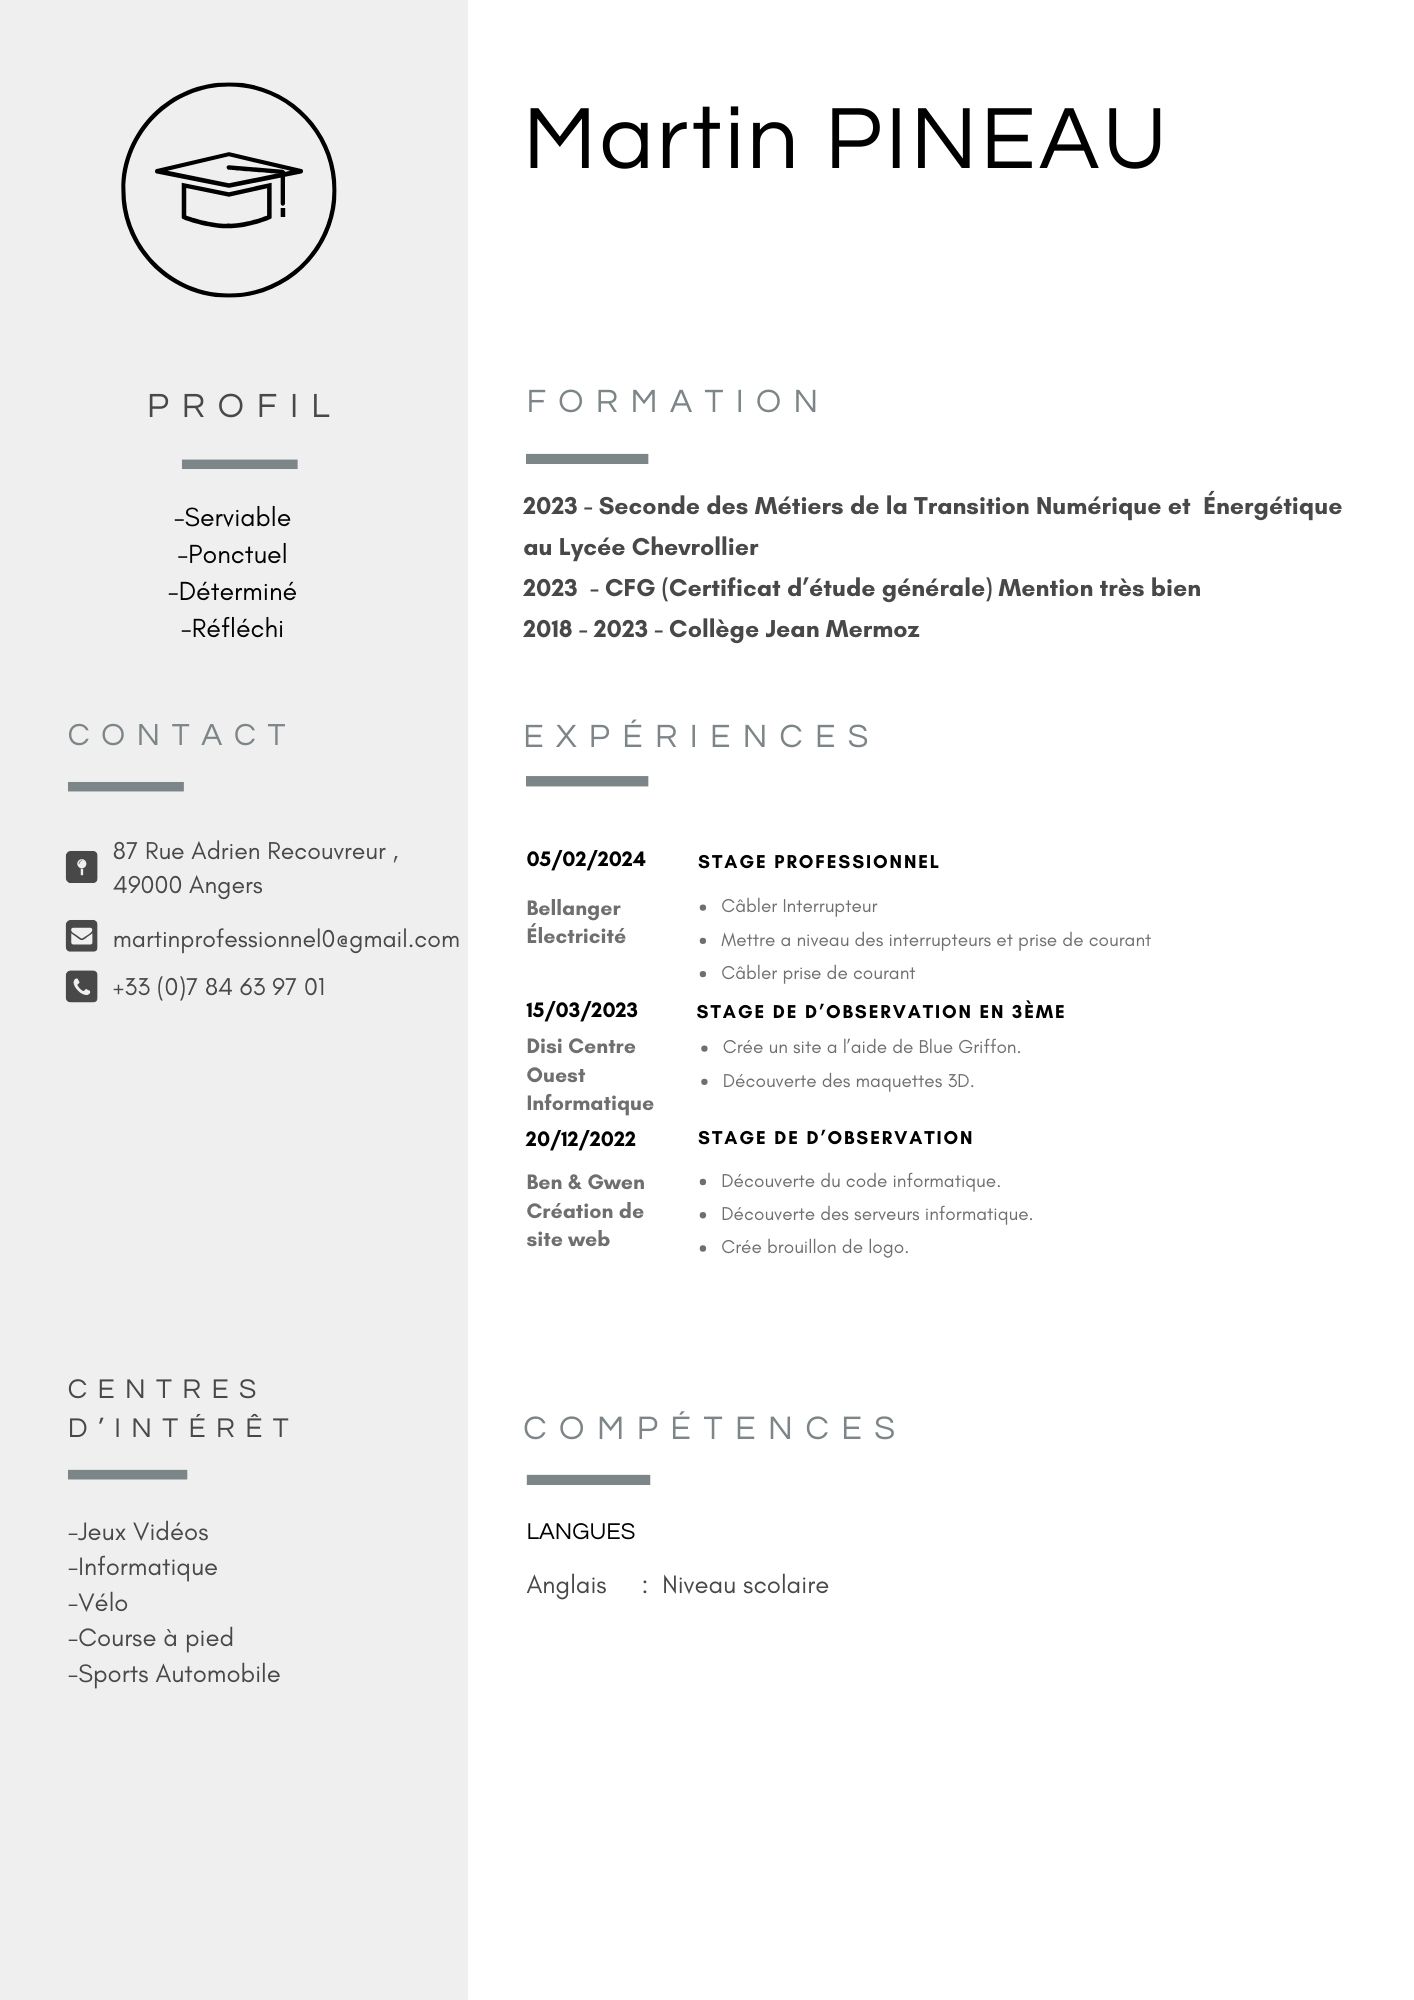 Martin PINEAU
PROFIL
-Serviable
-Ponctuel
-Déterminé
-Réfléchi
CONTACT
87 Rue Adrien Recouvreur ,
49000 Angers
martinprofessionnel0@gmail.com
+33 (0)7 84 63 97 01
CENTRES
D'INTÉRÊT
-Jeux Vidéos
-Informatique
-Vélo
-Course à pied
-Sports Automobile
FORMATION
2023 - Seconde des Métiers de la Transition Numérique et  Énergétique
au Lycée Chevrollier
2023  - CFG (Certificat d'étude générale) Mention très bien
2018 - 2023 - Collège Jean Mermoz
EXPÉRIENCES
05/02/2024
Bellanger
Électricité
STAGE PROFESSIONNEL
• Câbler Interrupteur
• Mettre a niveau des interrupteurs et prise de courant
• Câbler prise de courant
15/03/2023
Disi Centre
Ouest
Informatique
STAGE DE D'OBSERVATION EN 3ÈME
• Crée un site a l'aide de Blue Griffon.
• Découverte des maquettes 3D.
20/12/2022
Ben & Gwen
Création de
site web
STAGE DE D'OBSERVATION
• Découverte du code informatique.
• Découverte des serveurs informatique.
• Crée brouillon de logo.
COMPÉTENCES
LANGUES
Anglais : Niveau scolaire